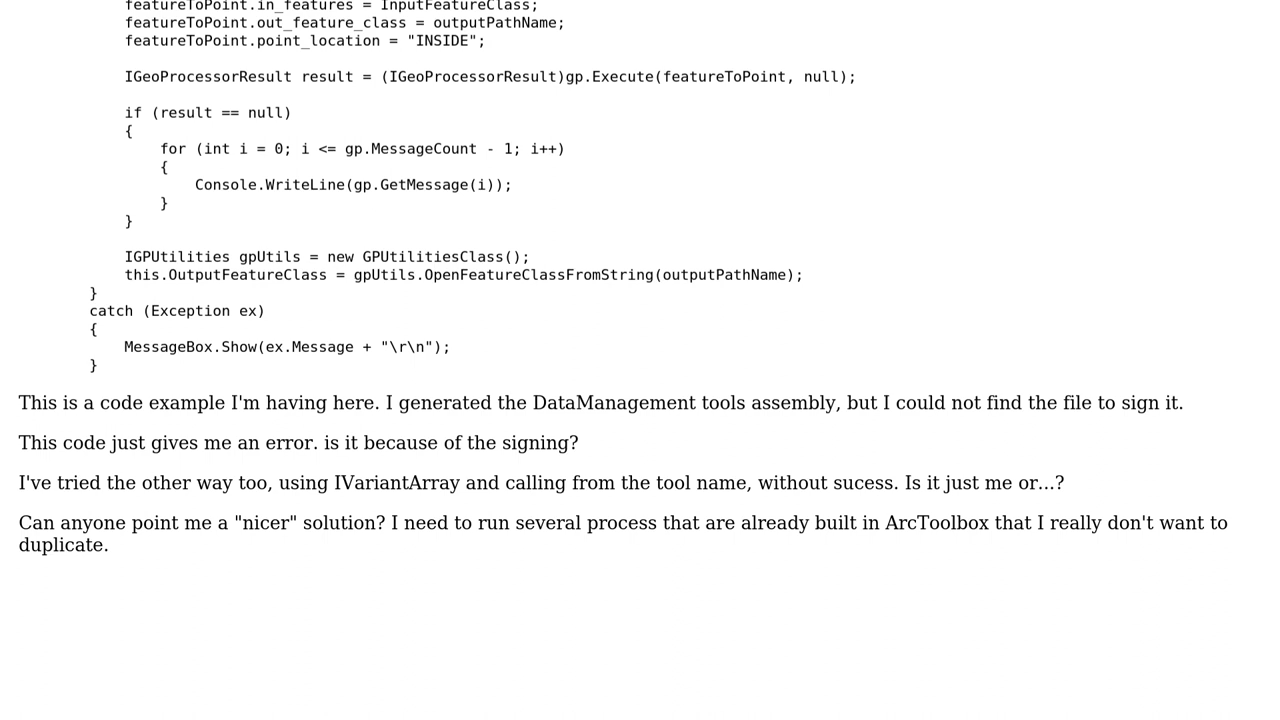 featureToPoint.in_features = InputFeatureClass;
featureToPoint.out_feature_class = outputPathName;
featureToPoint.point_location = "INSIDE";
IGeoProcessorResult result = (IGeoProcessorResult)gp.Execute(featureToPoint, null);
if (result == null)
{
for (int i = 0; i <= gp.MessageCount - 1; i++)
{
Console.WriteLine(gp.GetMessage(i));
}
}
IGPUtilities gpUtils = new GPUtilitiesClass();
this.OutputFeatureClass = gpUtils.OpenFeatureClassFromString(outputPathName);
}
catch (Exception ex)
{
MessageBox.Show(ex.Message + "\r\n");
}
This is a code example I'm having here. I generated the DataManagement tools assembly, but I could not find the file to sign it.
This code just gives me an error. is it because of the signing?
I've tried the other way too, using IVariantArray and calling from the tool name, without sucess. Is it just me or...?
Can anyone point me a "nicer" solution? I need to run several process that are already built in ArcToolbox that I really don't want to
duplicate.